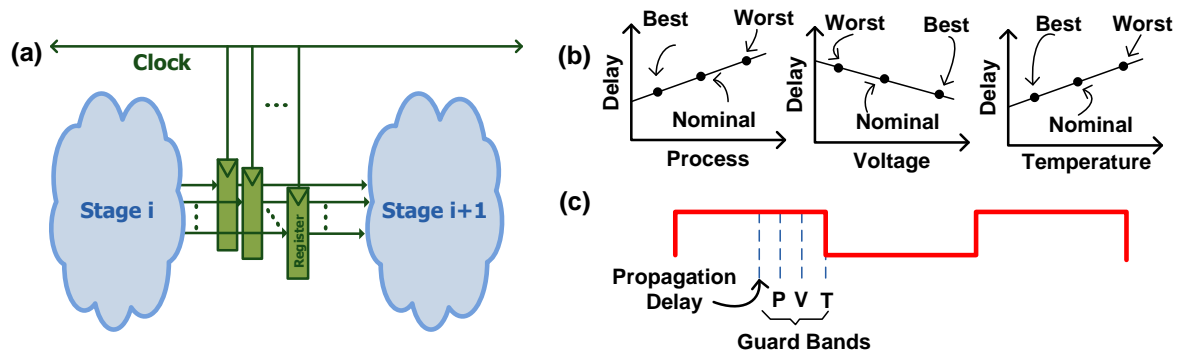 (a)
Clock
Stage i
Register
Stage i+1
(b)
Delay
Best
Worst
Nominal
Process
Delay
Worst
Best
Nominal
Voltage
Delay
Best
Worst
Nominal
Temperature
(c)
Propagation
Delay
P V T
Guard Bands